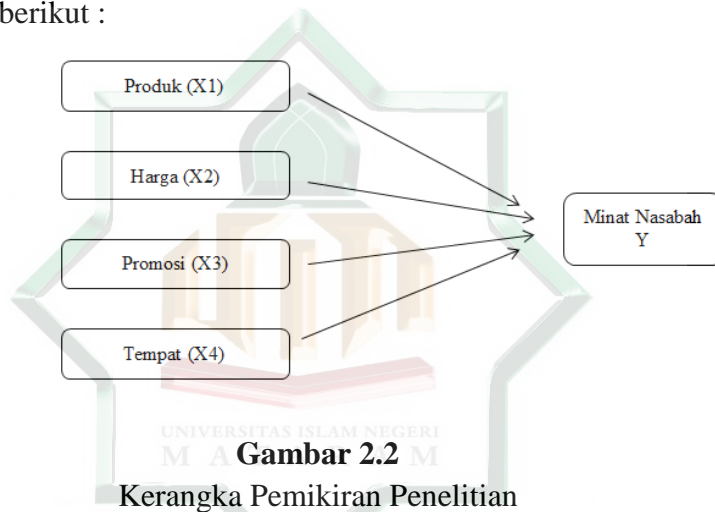 berikut :
Produk (X1)
Harga (X2)
Promosi (X3)
Tempat (X4)
Minat Nasabah
Y
UNIVERSITAS ISLAM NEGERI
M A T A R A M
Gambar 2.2
Kerangka Pemikiran Penelitian